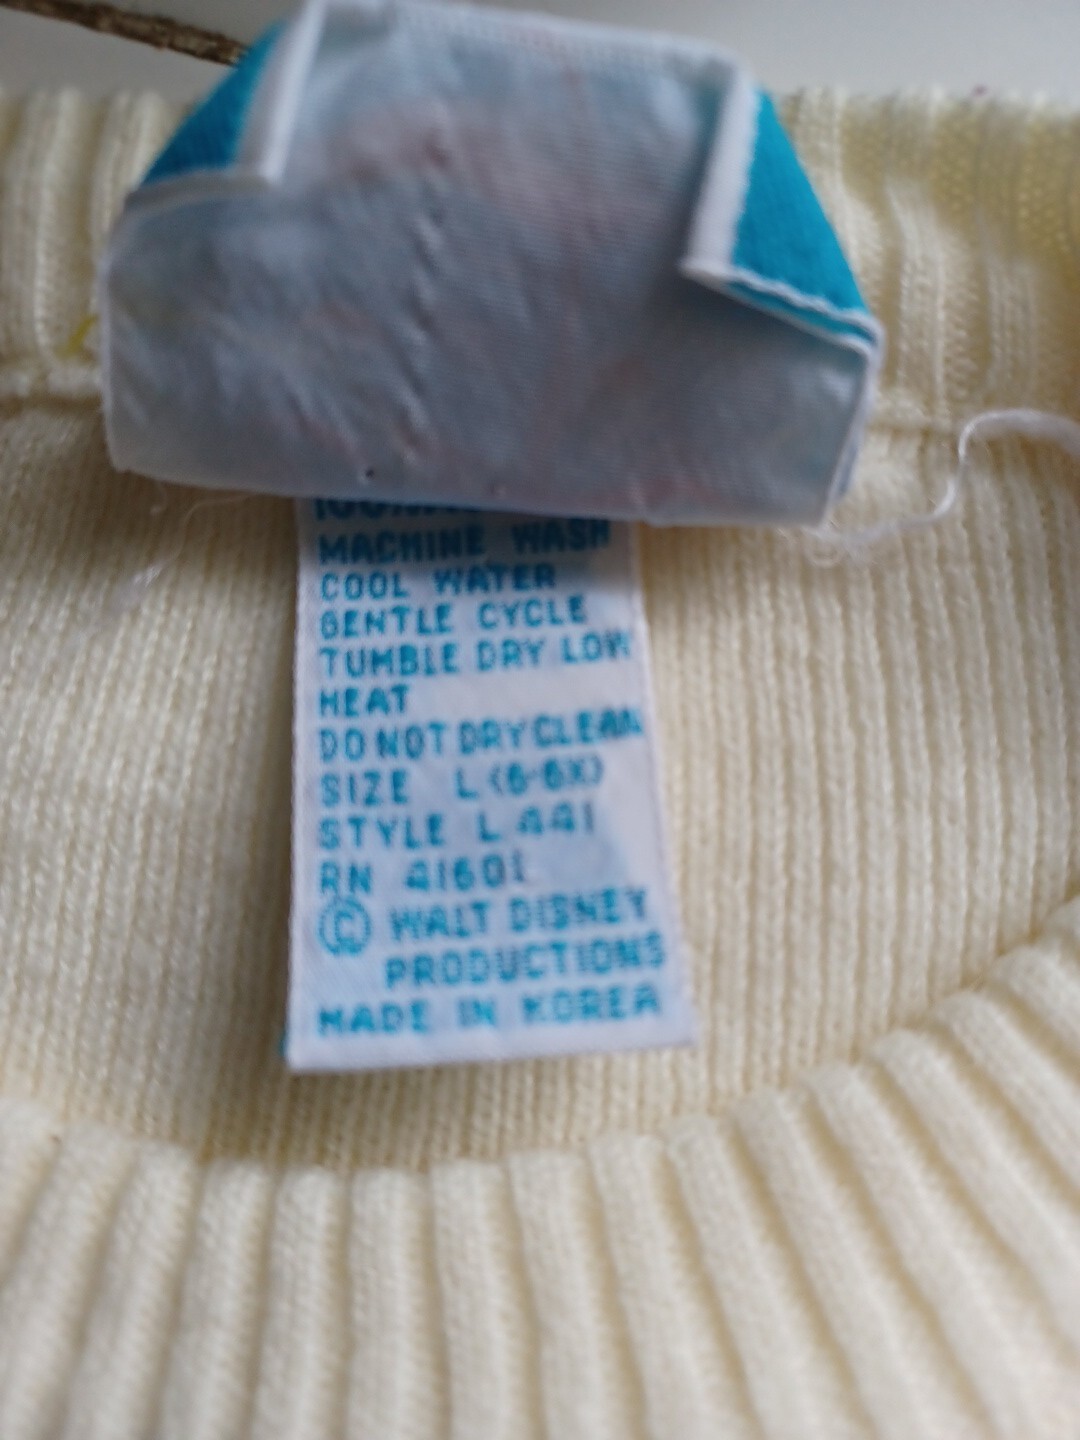 MACHINE WASH
COOL WATER
GENTLE CYCLE
TUMBLE DRY LOW
HEAT
DO NOT DRYCLEAN
SIZE L (6-6X)
STYLE L 441
RN 41601
© WALT DISNEY
PRODUCTIONS
MADE IN KOREA